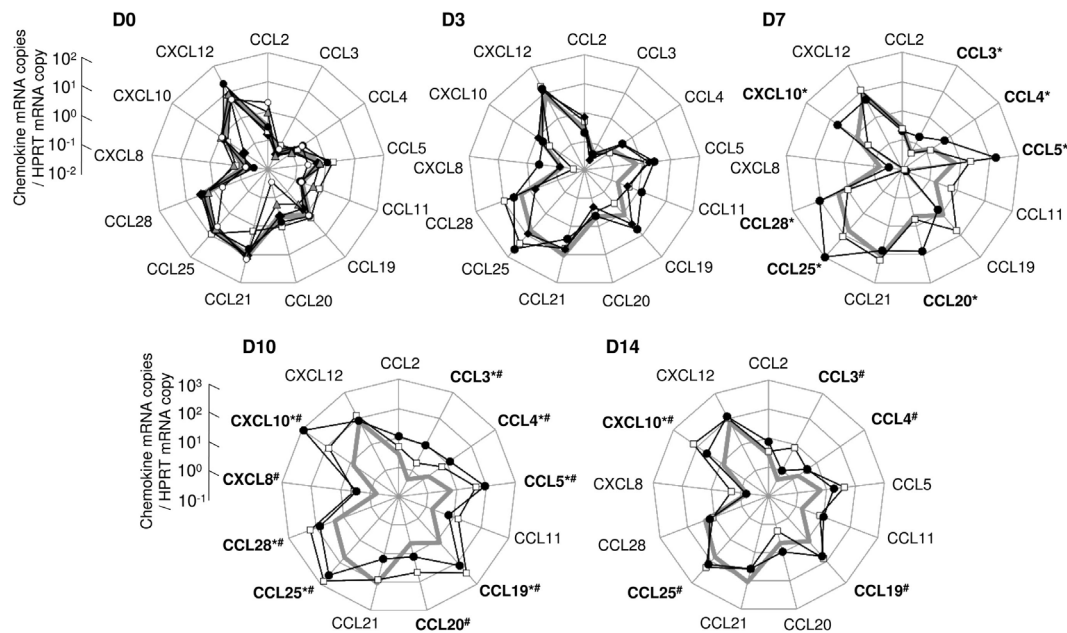 D0
D3
D7
Chemokine mRNA copies
/ HPRT mRNA copy
10²
10¹
10⁰
10⁻¹
10⁻²
CCL2
CCL3
CCL4
CCL5
CCL11
CCL19
CCL20
CCL21
CCL25
CCL28
CXCL8
CXCL10
CXCL12
CCL2
CCL3
CCL4
CCL5
CCL11
CCL19
CCL20
CCL21
CCL25
CCL28
CXCL8
CXCL10
CXCL12
CCL2
CCL3*
CCL4*
CCL5*
CCL11
CCL19
CCL20*
CCL21
CCL25*
CCL28*
CXCL8
CXCL10*
CXCL12
D10
D14
Chemokine mRNA copies
/ HPRT mRNA copy
10³
10²
10¹
10⁰
10⁻¹
CCL2
CCL3*#
CCL4*#
CCL5*#
CCL11
CCL19*#
CCL20#
CCL21
CCL25*#
CCL28*#
CXCL8#
CXCL10*#
CXCL12
CCL2
CCL3#
CCL4#
CCL5
CCL11
CCL19#
CCL20
CCL21
CCL25#
CCL28
CXCL8
CXCL10*#
CXCL12